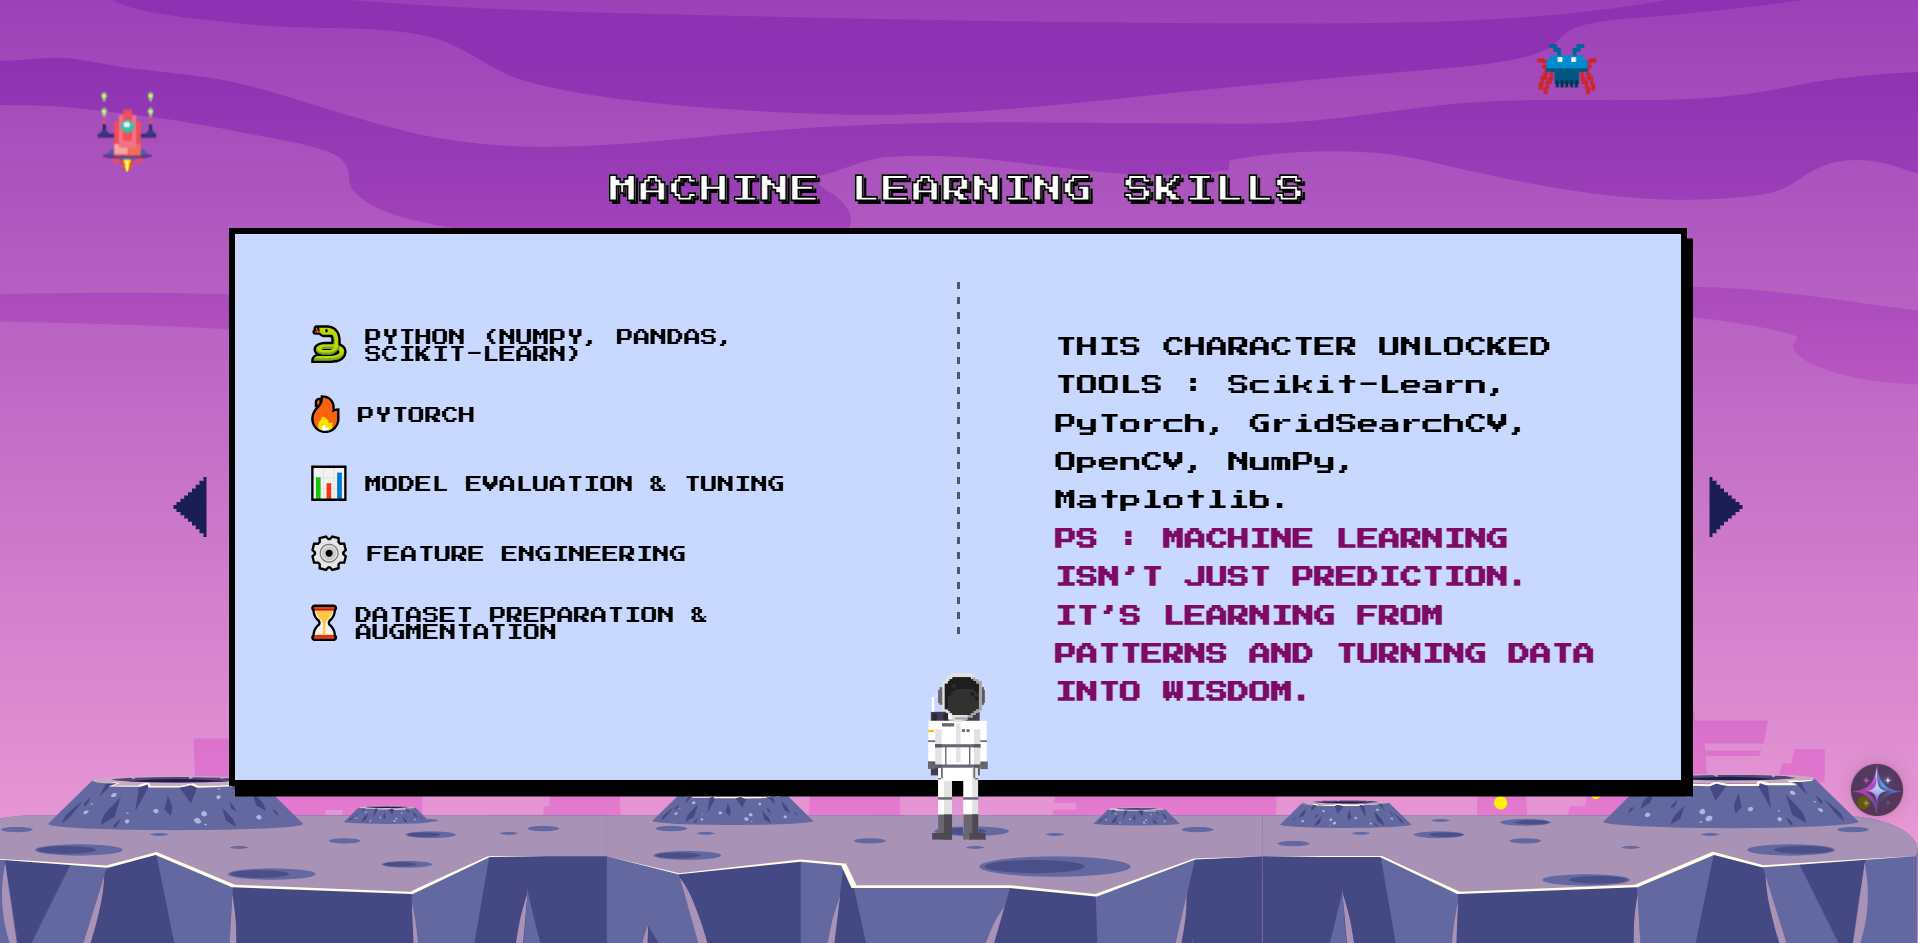 MACHINE LEARNING SKILLS
PYTHON (NUMPY, PANDAS,
SCIKIT-LEARN)
PYTORCH
MODEL EVALUATION & TUNING
FEATURE ENGINEERING
DATASET PREPARATION &
AUGMENTATION
THIS CHARACTER UNLOCKED
TOOLS : Scikit-Learn,
PyTorch, GridSearchCV,
OpenCV, NumPy,
Matplotlib.
PS : MACHINE LEARNING
ISN'T JUST PREDICTION.
IT'S LEARNING FROM
PATTERNS AND TURNING DATA
INTO WISDOM.